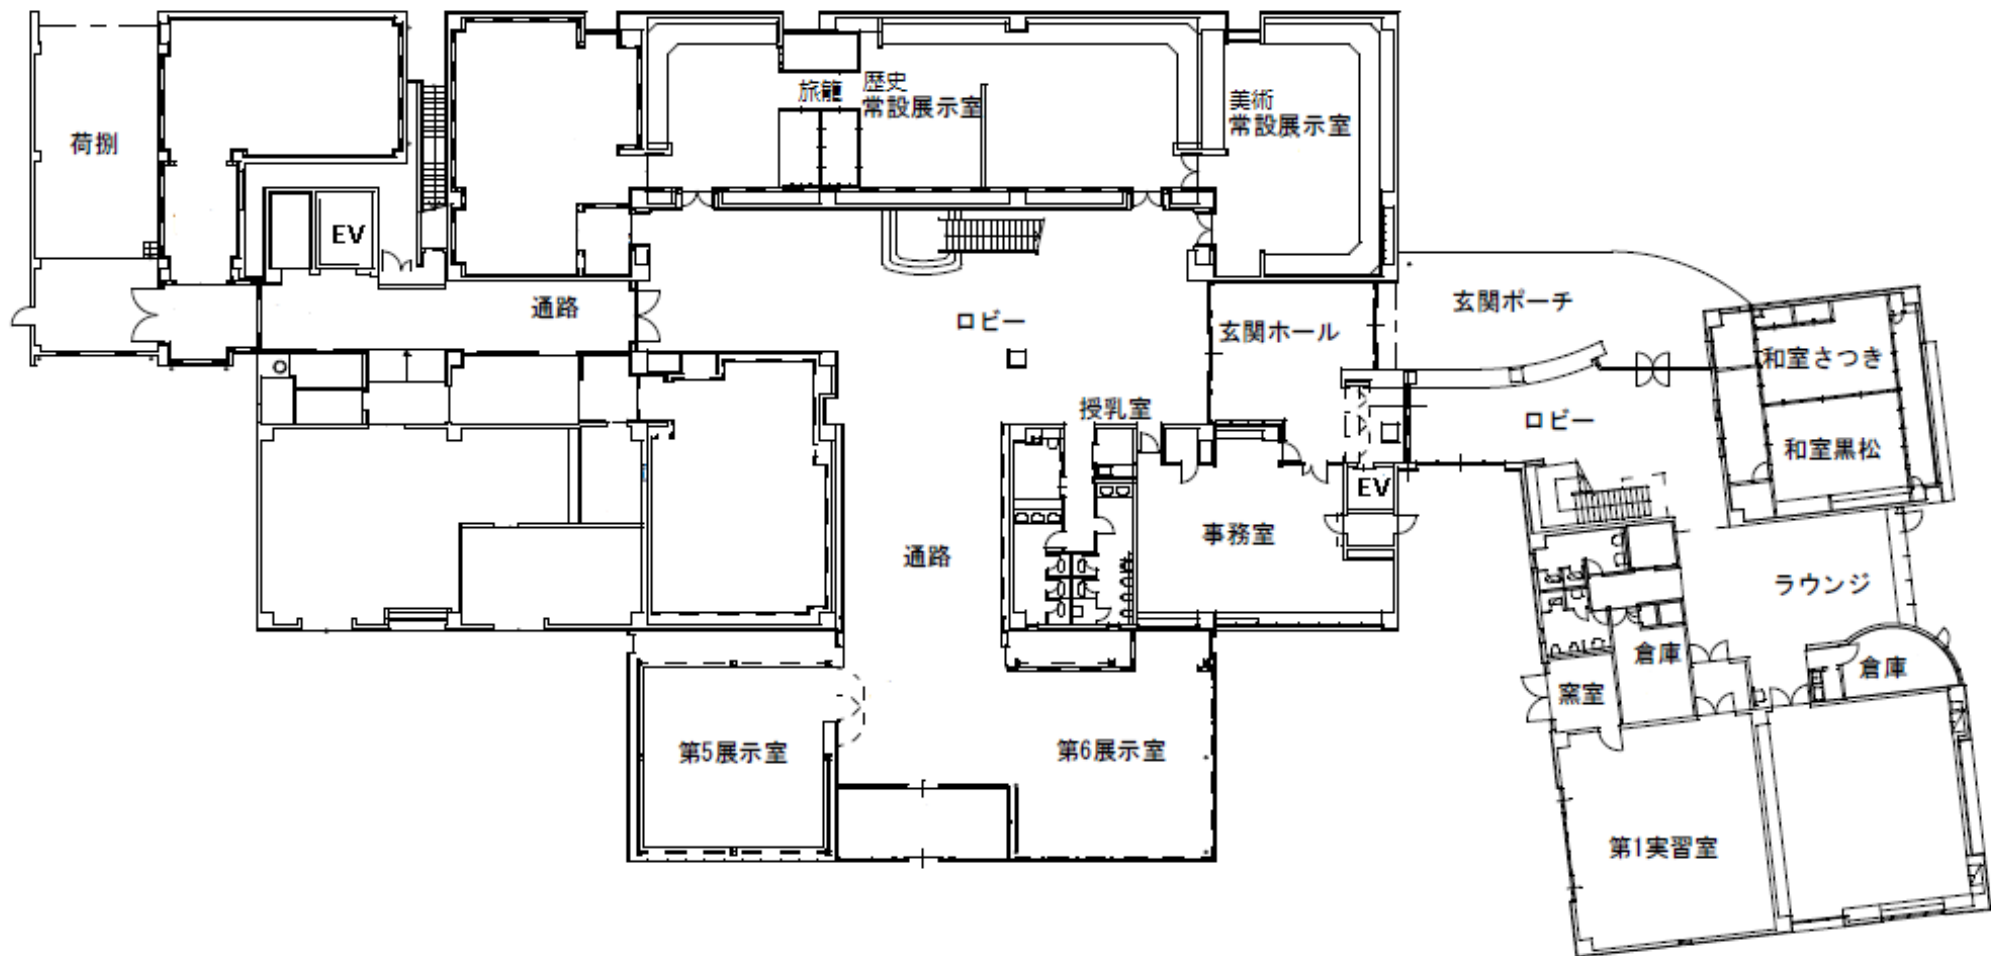 荷捌
EV
旅籠
歴史
常設展示室
美術
常設展示室
通路
ロビー
玄関ホール
玄関ポーチ
和室さつき
和室黒松
ロビー
授乳室
EV
事務室
通路
ラウンジ
倉庫
倉庫
窯室
第5展示室
第6展示室
第1実習室